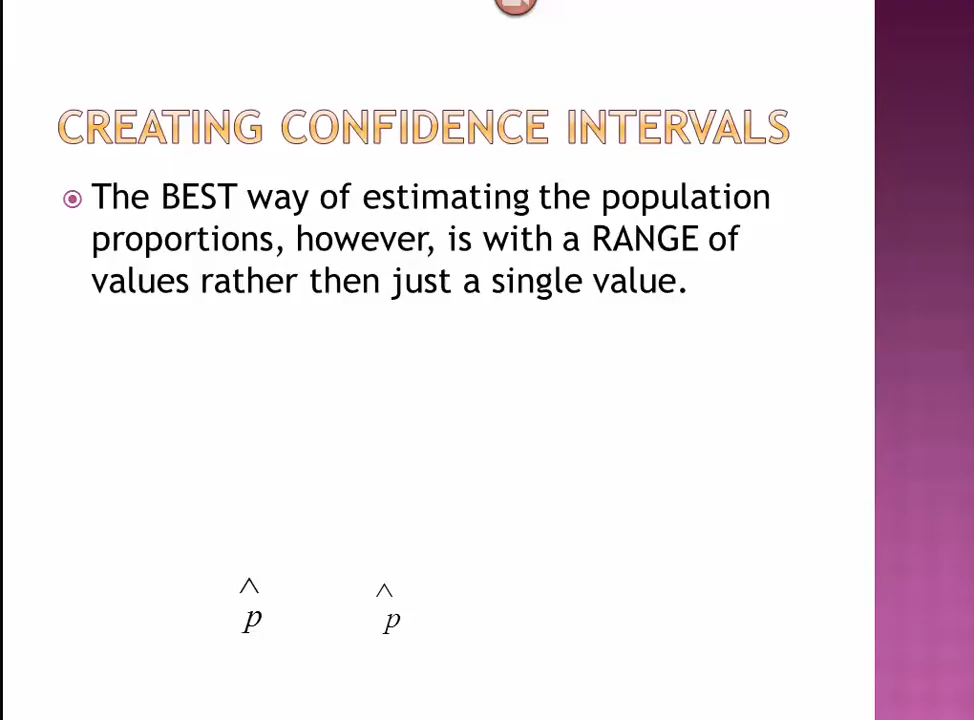 CREATING CONFIDENCE INTERVALS
The BEST way of estimating the population
proportions, however, is with a RANGE of
values rather then just a single value.
^ ^
p p